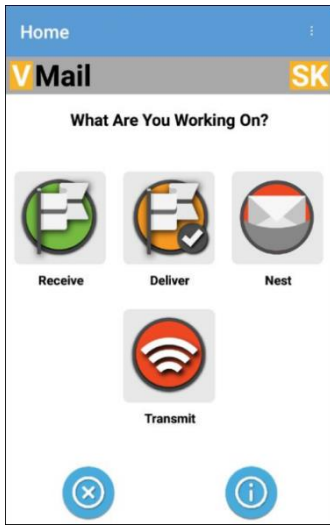 Home
VMail SK
What Are You Working On?
Receive Deliver Nest
Transmit